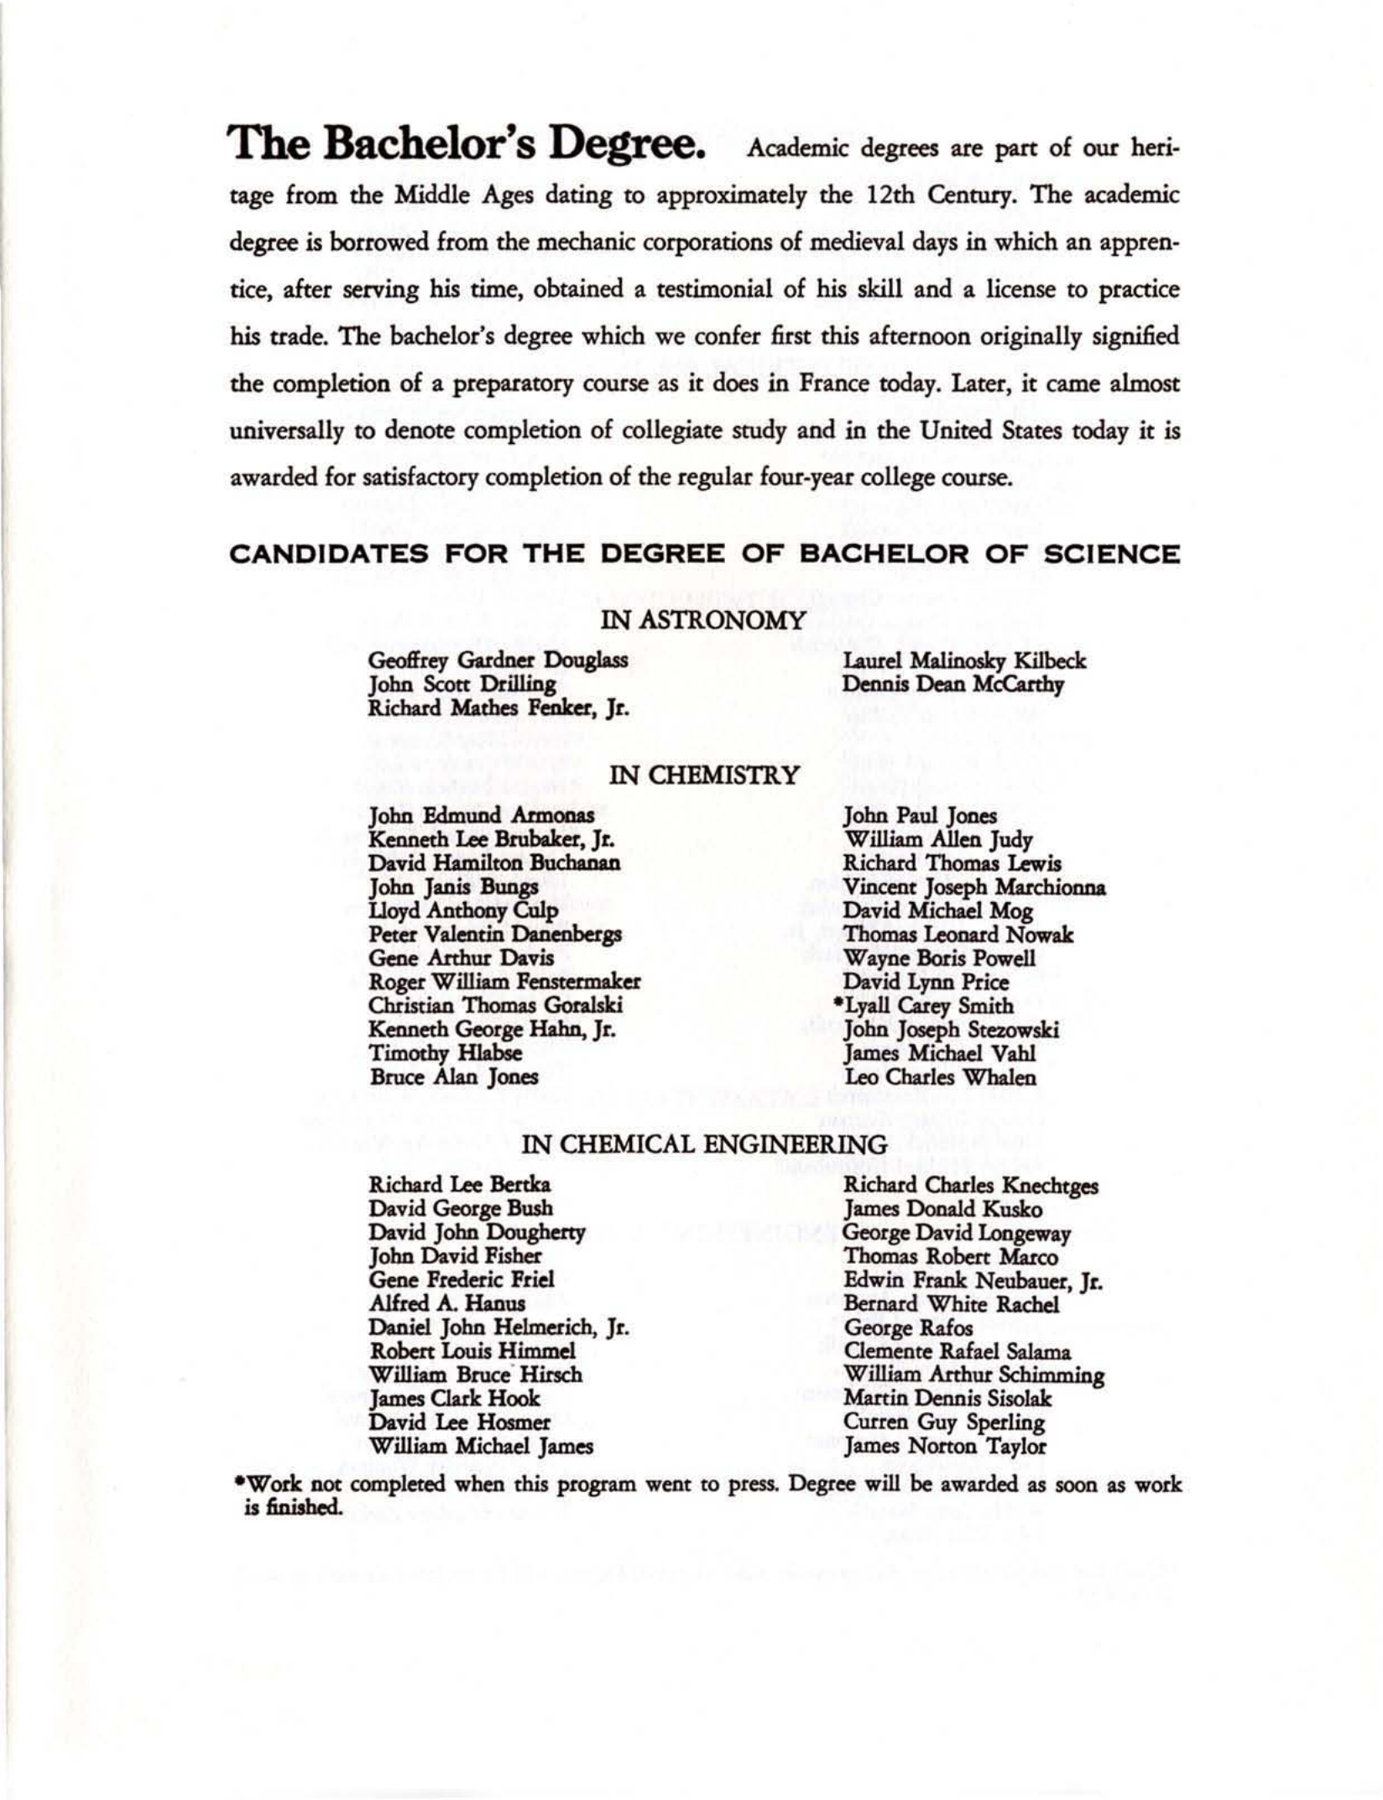 The Bachelor's Degree. Academic degrees are part of our heri-
tage from the Middle Ages dating to approximately the 12th Century. The academic
degree is borrowed from the mechanic corporations of medieval days in which an appren-
tice, after serving his time, obtained a testimonial of his skill and a license to practice
his trade. The bachelor's degree which we confer first this afternoon originally signified
the completion of a preparatory course as it does in France today. Later, it came almost
universally to denote completion of collegiate study and in the United States today it is
awarded for satisfactory completion of the regular four-year college course.
CANDIDATES FOR THE DEGREE OF BACHELOR OF SCIENCE
IN ASTRONOMY
Geoffrey Gardner Douglass
John Scott Drilling
Richard Mathes Fenker, Jr.
Laurel Malinosky Kilbeck
Dennis Dean McCarthy
IN CHEMISTRY
John Edmund Armonas
Kenneth Lee Brubaker, Jr.
David Hamilton Buchanan
John Janis Bungs
Lloyd Anthony Culp
Peter Valentin Danenbergs
Gene Arthur Davis
Roger William Fenstermaker
Christian Thomas Goralski
Kenneth George Hahn, Jr.
Timothy Hlabse
Bruce Alan Jones
John Paul Jones
William Allen Judy
Richard Thomas Lewis
Vincent Joseph Marchionna
David Michael Mog
Thomas Leonard Nowak
Wayne Boris Powell
David Lynn Price
*Lyall Carey Smith
John Joseph Stezowski
James Michael Vahl
Leo Charles Whalen
IN CHEMICAL ENGINEERING
Richard Lee Bertka
David George Bush
David John Dougherty
John David Fisher
Gene Frederic Friel
Alfred A. Hanus
Daniel John Helmerich, Jr.
Robert Louis Himmel
William Bruce Hirsch
James Clark Hook
David Lee Hosmer
William Michael James
Richard Charles Knechtges
James Donald Kusko
George David Longeway
Thomas Robert Marco
Edwin Frank Neubauer, Jr.
Bernard White Rachel
George Rafos
Clemente Rafael Salama
William Arthur Schimming
Martin Dennis Sisolak
Curren Guy Sperling
James Norton Taylor
*Work not completed when this program went to press. Degree will be awarded as soon as work
is finished.